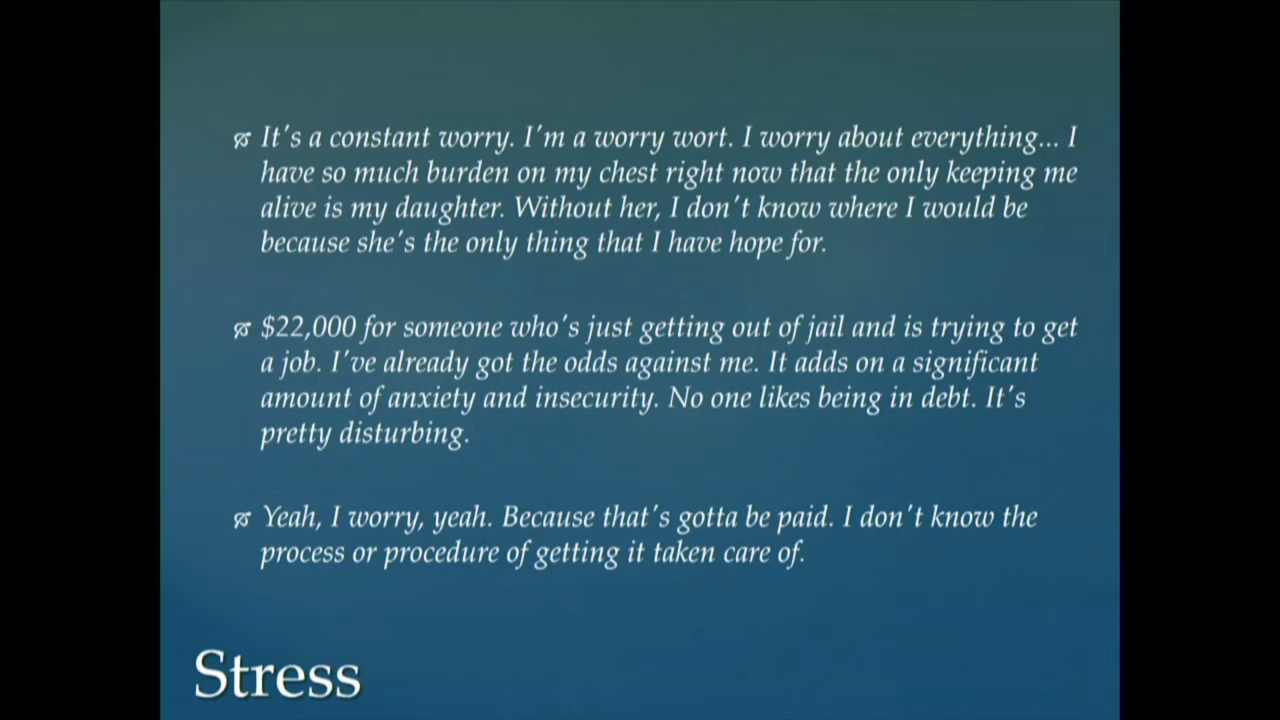 It's a constant worry. I'm a worry wort. I worry about everything... I
have so much burden on my chest right now that the only keeping me
alive is my daughter. Without her, I don't know where I would be
because she's the only thing that I have hope for.
$22,000 for someone who's just getting out of jail and is trying to get
a job. I've already got the odds against me. It adds on a significant
amount of anxiety and insecurity. No one likes being in debt. It's
pretty disturbing.
Yeah, I worry, yeah. Because that's gotta be paid. I don't know the
process or procedure of getting it taken care of.
Stress